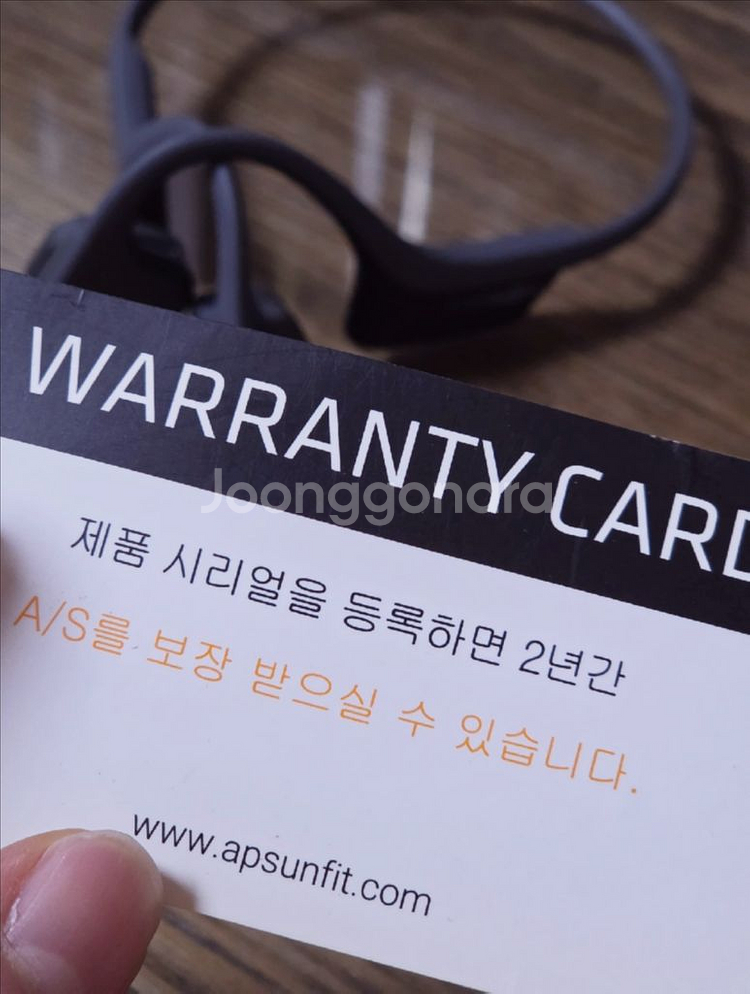 WARRANTY CARD
Joonggonara
제품 시리얼을 등록하면 2년간
A/S를 보장 받으실 수 있습니다.
www.apsunfit.com